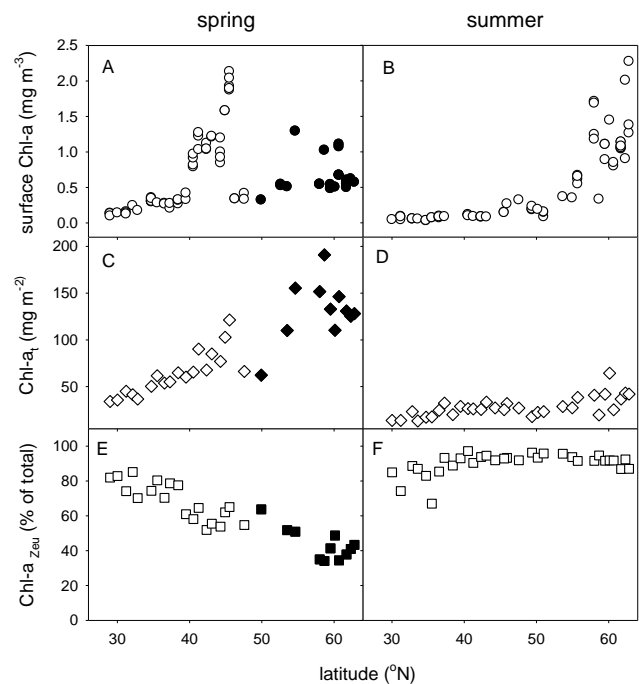 spring summer
A B
surface Chl-a (mg m-3)
2.5
2.0
1.5
1.0
0.5
0.0
C D
Chl-at (mg m-2)
200
150
100
50
E F
Chl-a Zeu (% of total)
100
80
60
40
20
0
30 40 50 60 30 40 50 60
latitude (oN)